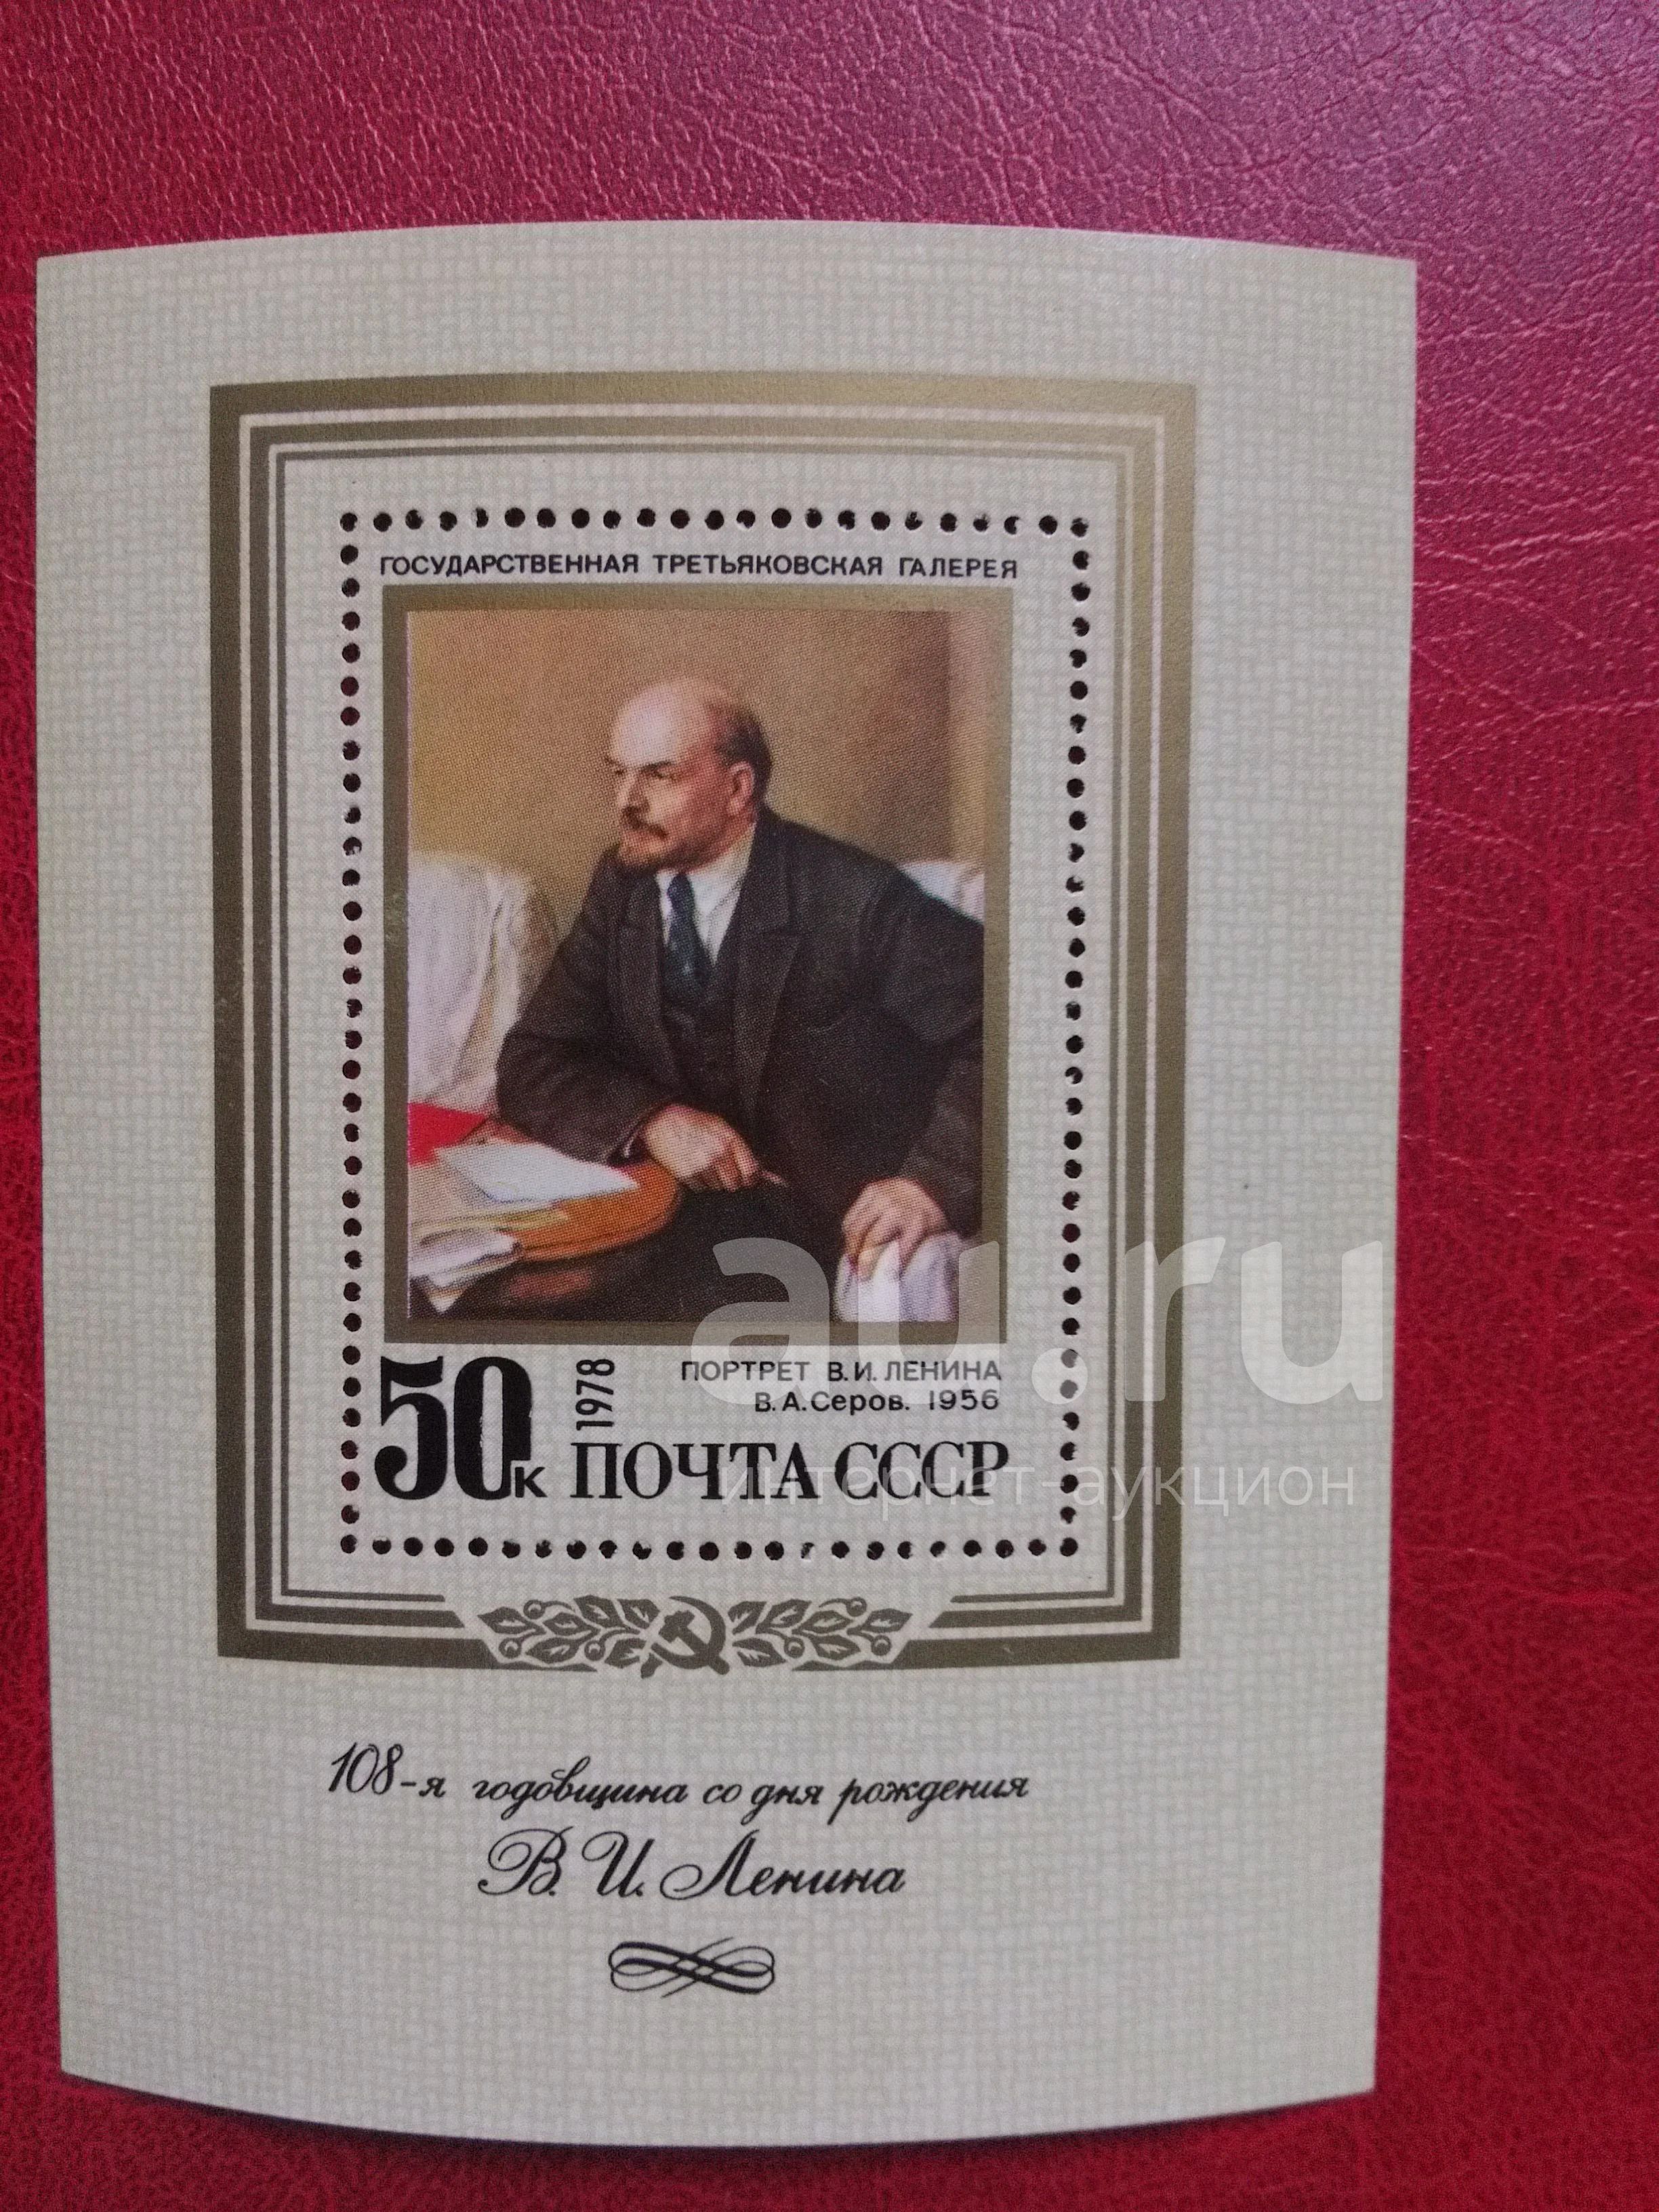 ГОСУДАРСТВЕННАЯ ТРЕТЬЯКОВСКАЯ ГАЛЕРЕЯ
50к
1978
ПОРТРЕТ В.И.ЛЕНИНА
В.А.Серов. 1956
ПОЧТА СССР
au.ru
интернет-аукцион
108-я годовщина со дня рождения
В. И. Ленина